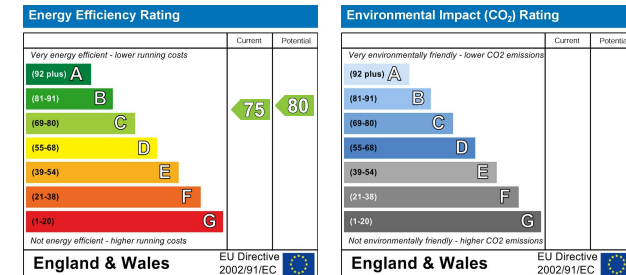 Energy Efficiency Rating
Current Potential
Very energy efficient - lower running costs
(92 plus) A
(81-91) B
(69-80) C
(55-68) D
(39-54) E
(21-38) F
(1-20) G
75 80
Not energy efficient - higher running costs
England & Wales
EU Directive
2002/91/EC
Environmental Impact (CO₂) Rating
Current Potential
Very environmentally friendly - lower CO2 emissions
(92 plus) A
(81-91) B
(69-80) C
(55-68) D
(39-54) E
(21-38) F
(1-20) G
Not environmentally friendly - higher CO2 emissions
England & Wales
EU Directive
2002/91/EC